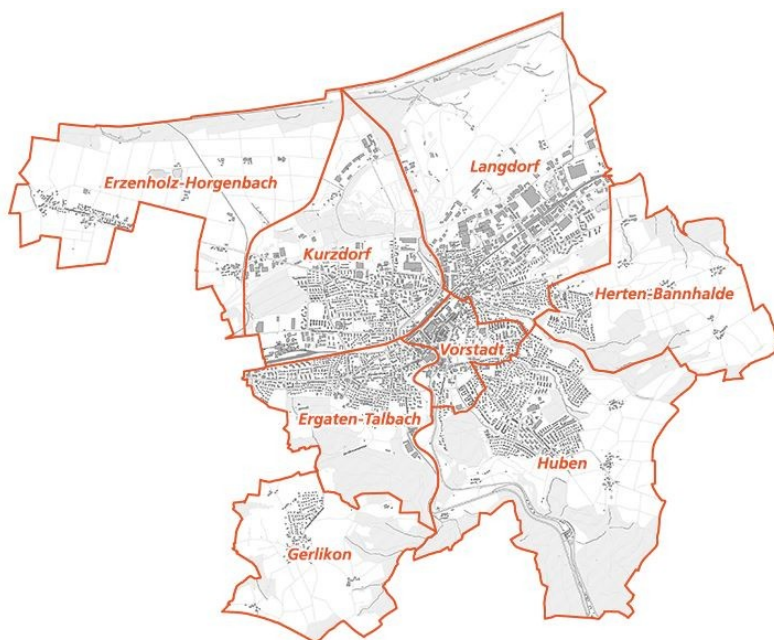 Langdorf
Erzenholz-Horgenbach
Kurzdorf
Herten-Bannhalde
Vorstadt
Ergaten-Talbach
Huben
Gerlikon